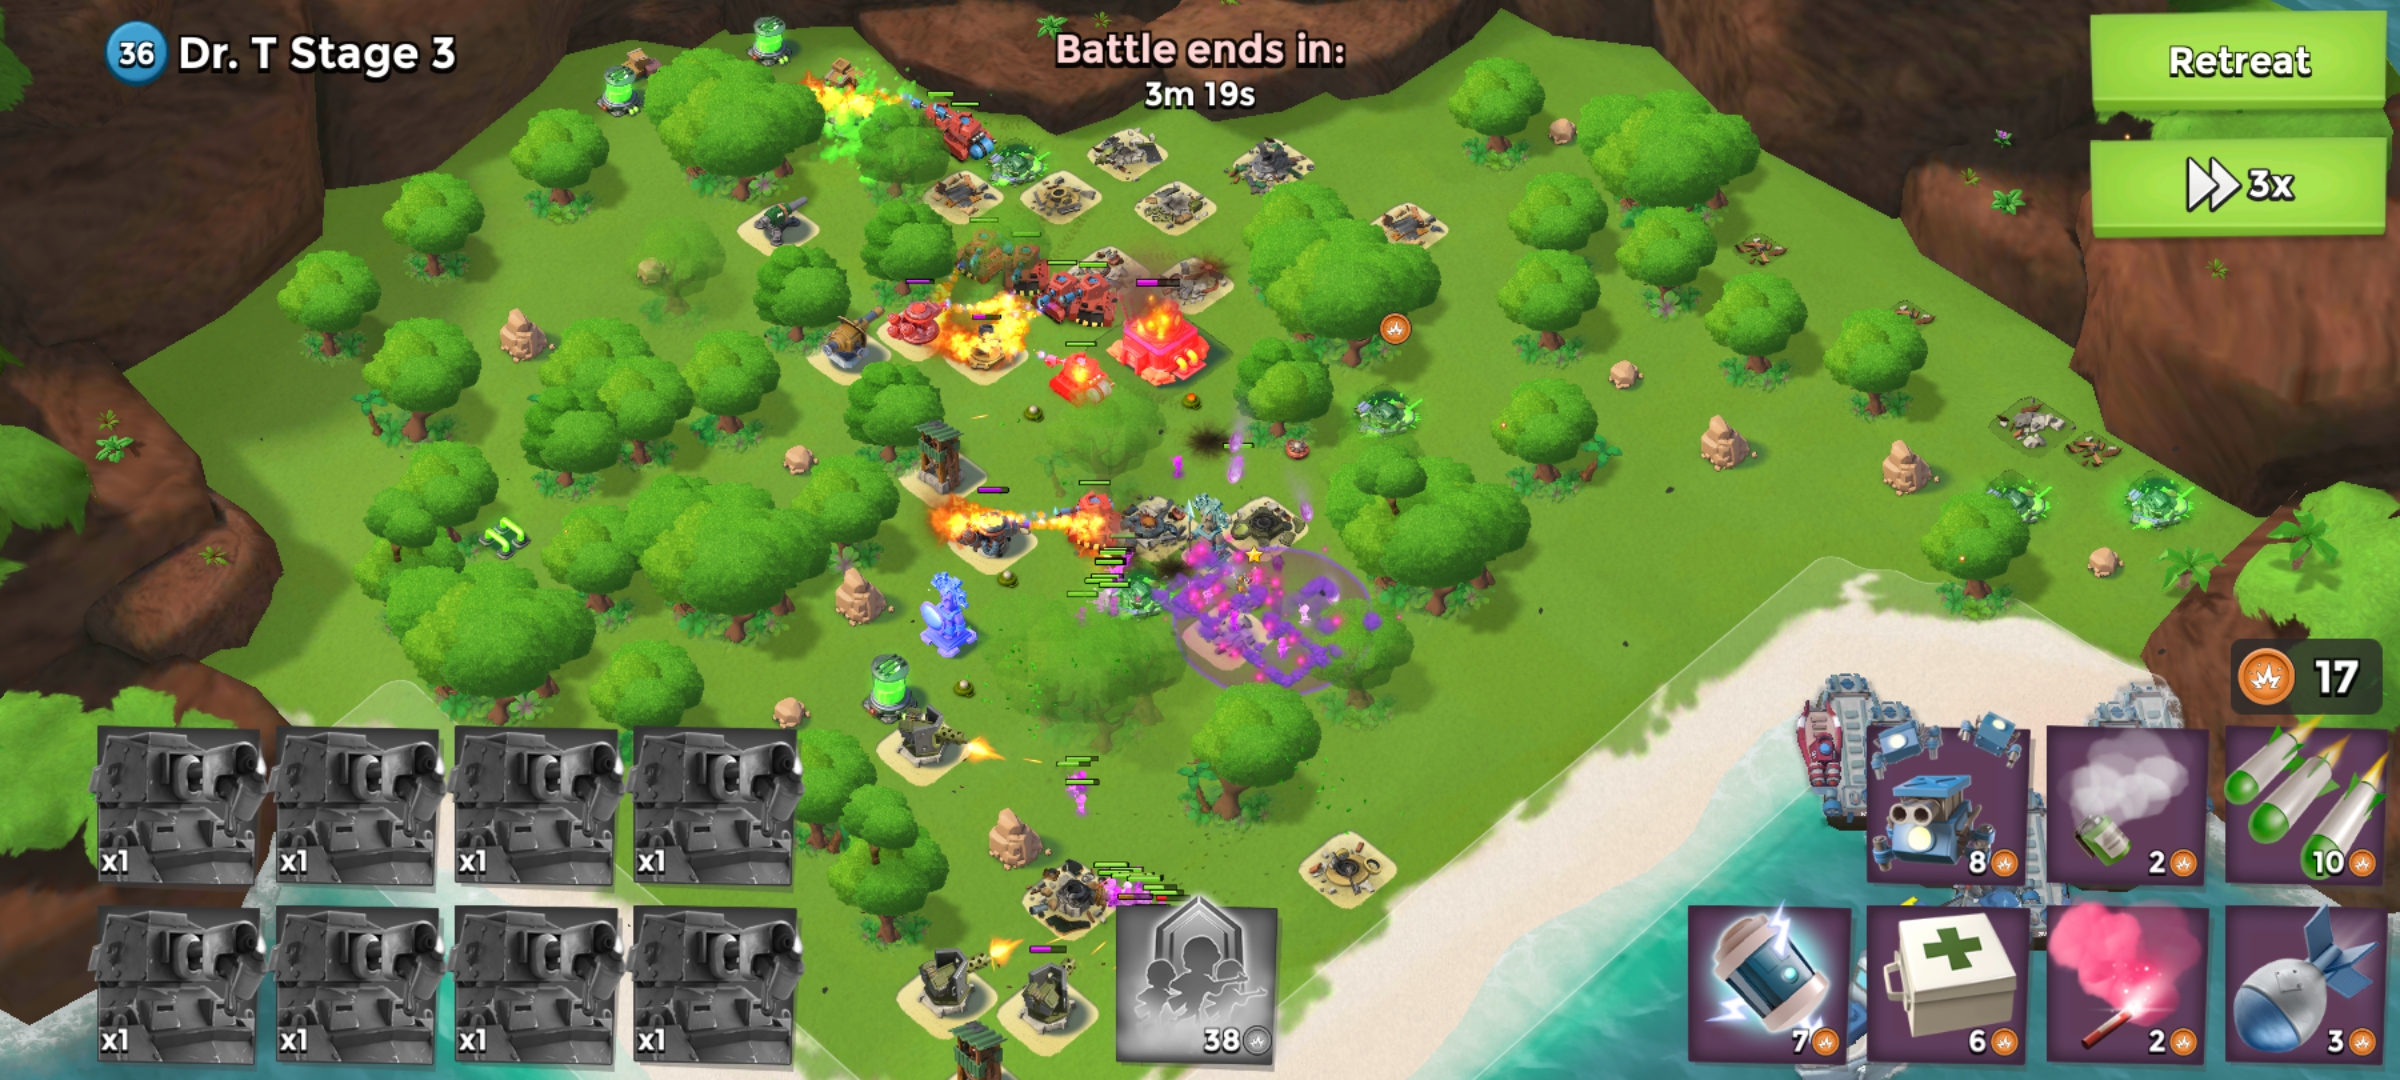 36 Dr. T Stage 3
Battle ends in:
3m 19s
Retreat
3x
17
x1
x1
x1
x1
8
2
10
x1
x1
x1
x1
38
7
6
2
3